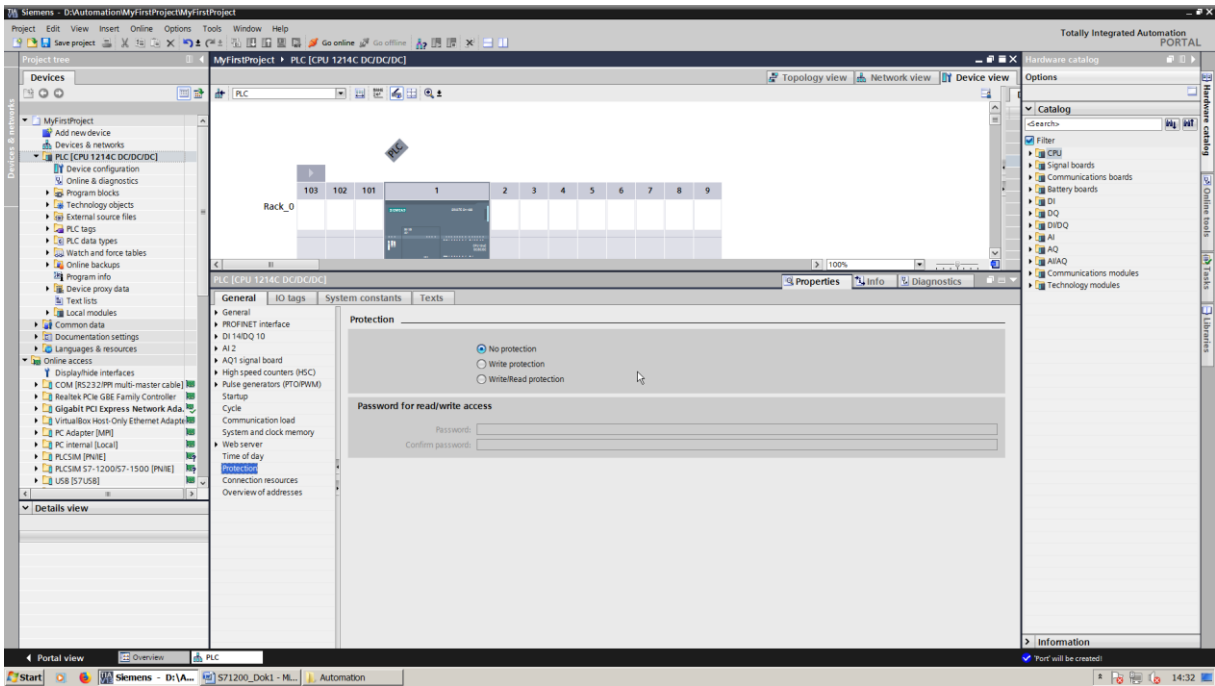 Siemens - D:\Automation\MyFirstProject\MyFirstProject
Project Edit View Insert Online Options Tools Window Help
Save project
Go online
Go offline
Totally Integrated Automation
PORTAL
Project tree
Devices
Devices & networks
MyFirstProject
Add new device
Devices & networks
PLC [CPU 1214C DC/DC/DC]
Device configuration
Online & diagnostics
Program blocks
Technology objects
External source files
PLC tags
PLC data types
Watch and force tables
Online backups
Program info
Device proxy data
Text lists
Local modules
Common data
Documentation settings
Languages & resources
Online access
Display/hide interfaces
COM [RS232/PPI multi-master cable]
Realtek PCIe GBE Family Controller
Gigabit PCI Express Network Ada.
VirtualBox Host-Only Ethernet Adapte
PC Adapter [MPI]
PC internal [Local]
PLCSIM [PN/IE]
PLCSIM S7-1200/S7-1500 [PN/IE]
USB [S7USB]
Details view
MyFirstProject PLC [CPU 1214C DC/DC/DC]
Topology view Network view Device view
PLC
PLC
103 102 101 1 2 3 4 5 6 7 8 9
Rack_0
100%
PLC [CPU 1214C DC/DC/DC]
Properties Info Diagnostics
General IO tags System constants Texts
General
PROFINET interface
DI 14/DQ 10
AI 2
AQ1 signal board
High speed counters (HSC)
Pulse generators (PTO/PWM)
Startup
Cycle
Communication load
System and clock memory
Web server
Time of day
Protection
Connection resources
Overview of addresses
Protection
No protection
Write protection
Write/Read protection
Password for read/write access
Password:
Confirm password:
Hardware catalog
Options
Catalog
<Search>
Filter
CPU
Signal boards
Communications boards
Battery boards
DI
DQ
DI/DQ
AI
AQ
AI/AQ
Communications modules
Technology modules
Information
Hardware catalog
Online tools
Tasks
Libraries
Portal view Overview PLC
'Port' will be created!
Start Siemens - D:\A... S71200_Dok1 - Mi... Automation 14:32